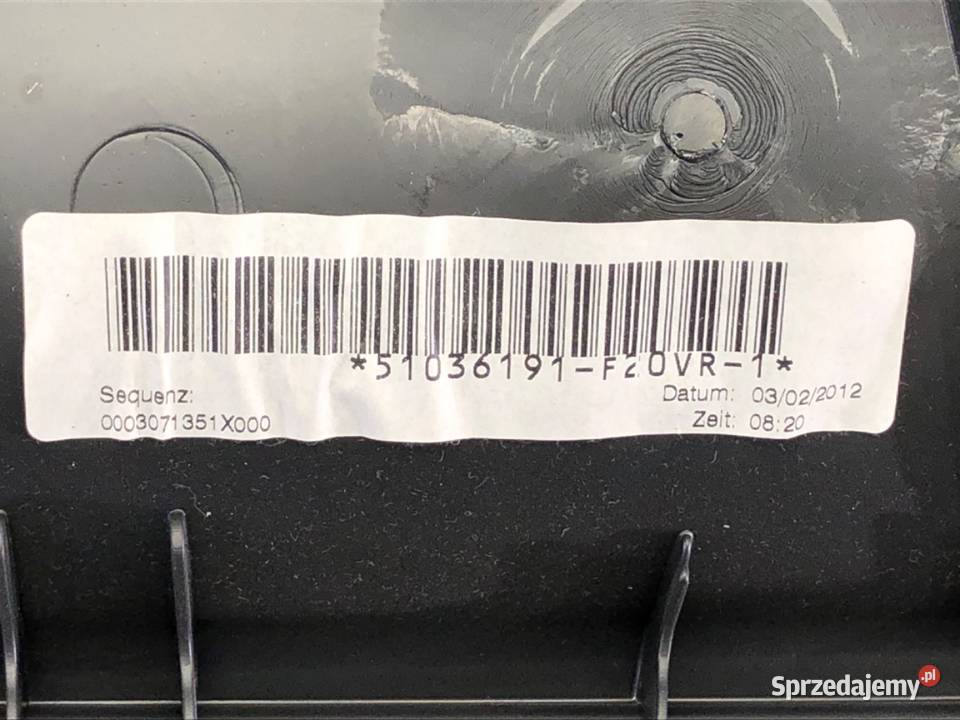 *51036191-F20VR-1*
Sequenz:
0003071351X000
Datum: 03/02/2012
Zeit: 08:20
Sprzedajemy.pl